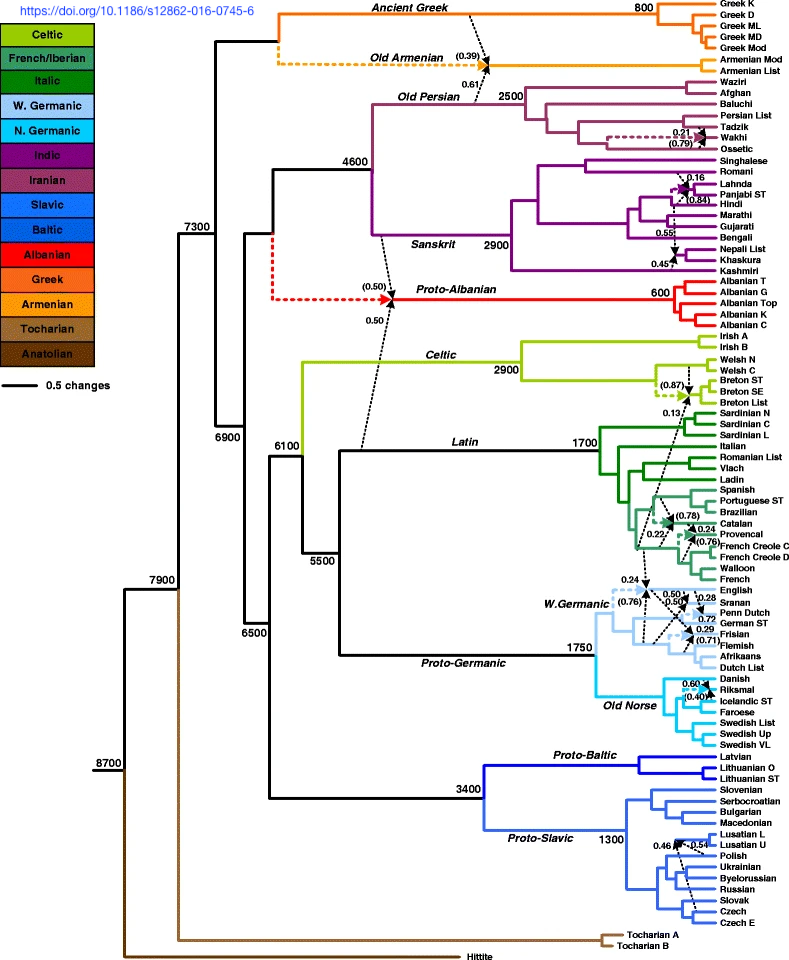 https://doi.org/10.1186/s12862-016-0745-6
Celtic
French/Iberian
Italic
W. Germanic
N. Germanic
Indic
Iranian
Slavic
Baltic
Albanian
Greek
Armenian
Tocharian
Anatolian
0.5 changes
8700
7900
7300
6900
6500
Ancient Greek
800
Greek K
Greek D
Greek ML
Greek MD
Greek Mod
Old Armenian
(0.39)
0.61
Armenian Mod
Armenian List
4600
Old Persian
2500
Waziri
Afghan
Baluchi
Persian List
Tadzik
0.21
Wakhi
(0.79)
Ossetic
Sanskrit
2900
Singhalese
Romani
0.16
Lahnda
Panjabi ST
(0.84)
Hindi
Marathi
Gujarati
0.55
Bengali
Nepali List
0.45
Khaskura
Kashmiri
(0.50)
0.50
Proto-Albanian
600
Albanian T
Albanian G
Albanian Top
Albanian K
Albanian C
6100
Celtic
2900
Irish A
Irish B
Welsh N
Welsh C
(0.87)
Breton ST
Breton SE
Breton List
0.13
5500
Latin
1700
Sardinian N
Sardinian C
Sardinian L
Italian
Romanian List
Vlach
Ladin
Spanish
Portuguese ST
Brazilian
(0.78)
Catalan
0.22
0.24
Provencal
(0.76)
French Creole C
French Creole D
Walloon
French
Proto-Germanic
1750
W.Germanic
0.24
(0.76)
English
0.50
0.28
0.50
Sranan
Penn Dutch
0.72
German ST
0.29
Frisian
(0.71)
Flemish
Afrikaans
Dutch List
Old Norse
Danish
0.60
Riksmal
(0.40)
Icelandic ST
Faroese
Swedish List
Swedish Up
Swedish VL
3400
Proto-Baltic
Latvian
Lithuanian O
Lithuanian ST
Proto-Slavic
1300
Slovenian
Serbocroatian
Bulgarian
Macedonian
Lusatian L
0.46
0.54
Lusatian U
Polish
Ukrainian
Byelorussian
Russian
Slovak
Czech
Czech E
Tocharian A
Tocharian B
Hittite